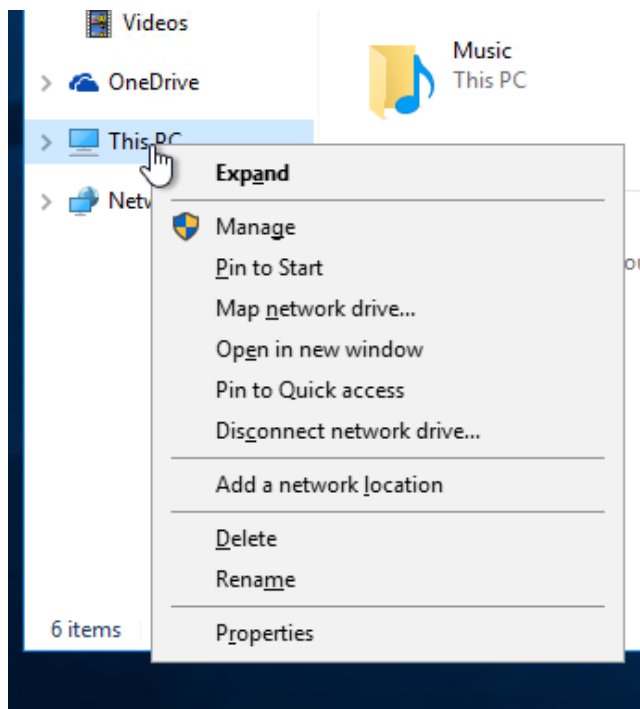 Videos
Music
This PC
OneDrive
This PC
Expand
Manage
Pin to Start
Map network drive...
Open in new window
Pin to Quick access
Disconnect network drive...
Add a network location
Delete
Rename
Properties
6 items